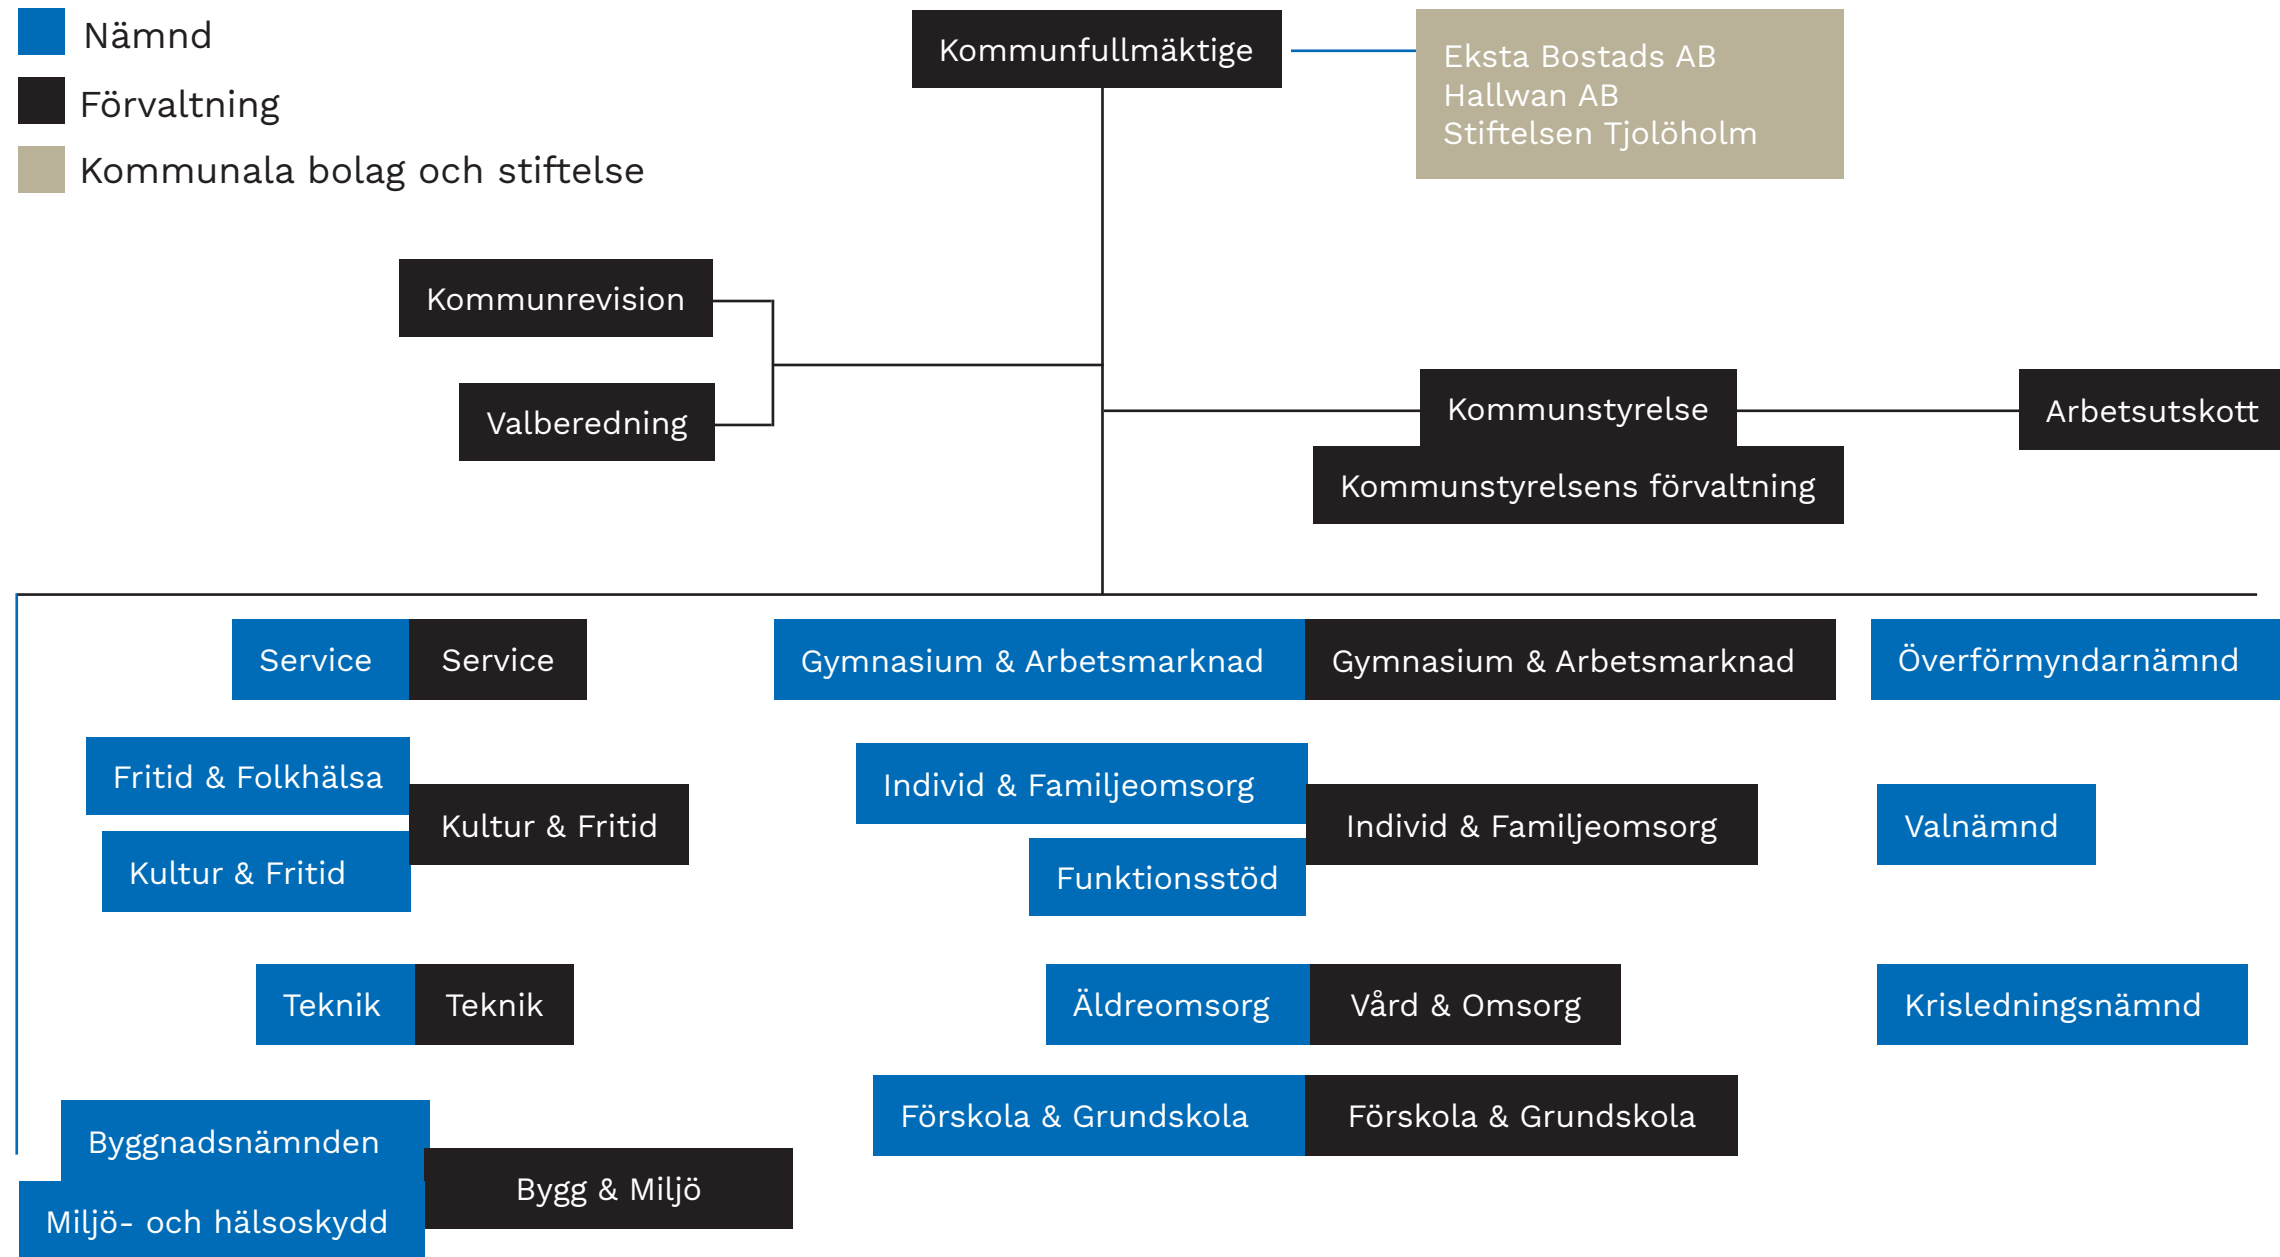 Nämnd
Förvaltning
Kommunala bolag och stiftelse
Kommunfullmäktige
Eksta Bostads AB
Hallwan AB
Stiftelsen Tjolöholm
Kommunrevision
Valberedning
Kommunstyrelse
Arbetsutskott
Kommunstyrelsens förvaltning
Service
Service
Gymnasium & Arbetsmarknad
Gymnasium & Arbetsmarknad
Överförmyndarnämnd
Fritid & Folkhälsa
Kultur & Fritid
Kultur & Fritid
Individ & Familjeomsorg
Individ & Familjeomsorg
Funktionsstöd
Valnämnd
Teknik
Teknik
Äldreomsorg
Vård & Omsorg
Krisledningsnämnd
Byggnadsnämnden
Bygg & Miljö
Miljö- och hälsoskydd
Förskola & Grundskola
Förskola & Grundskola